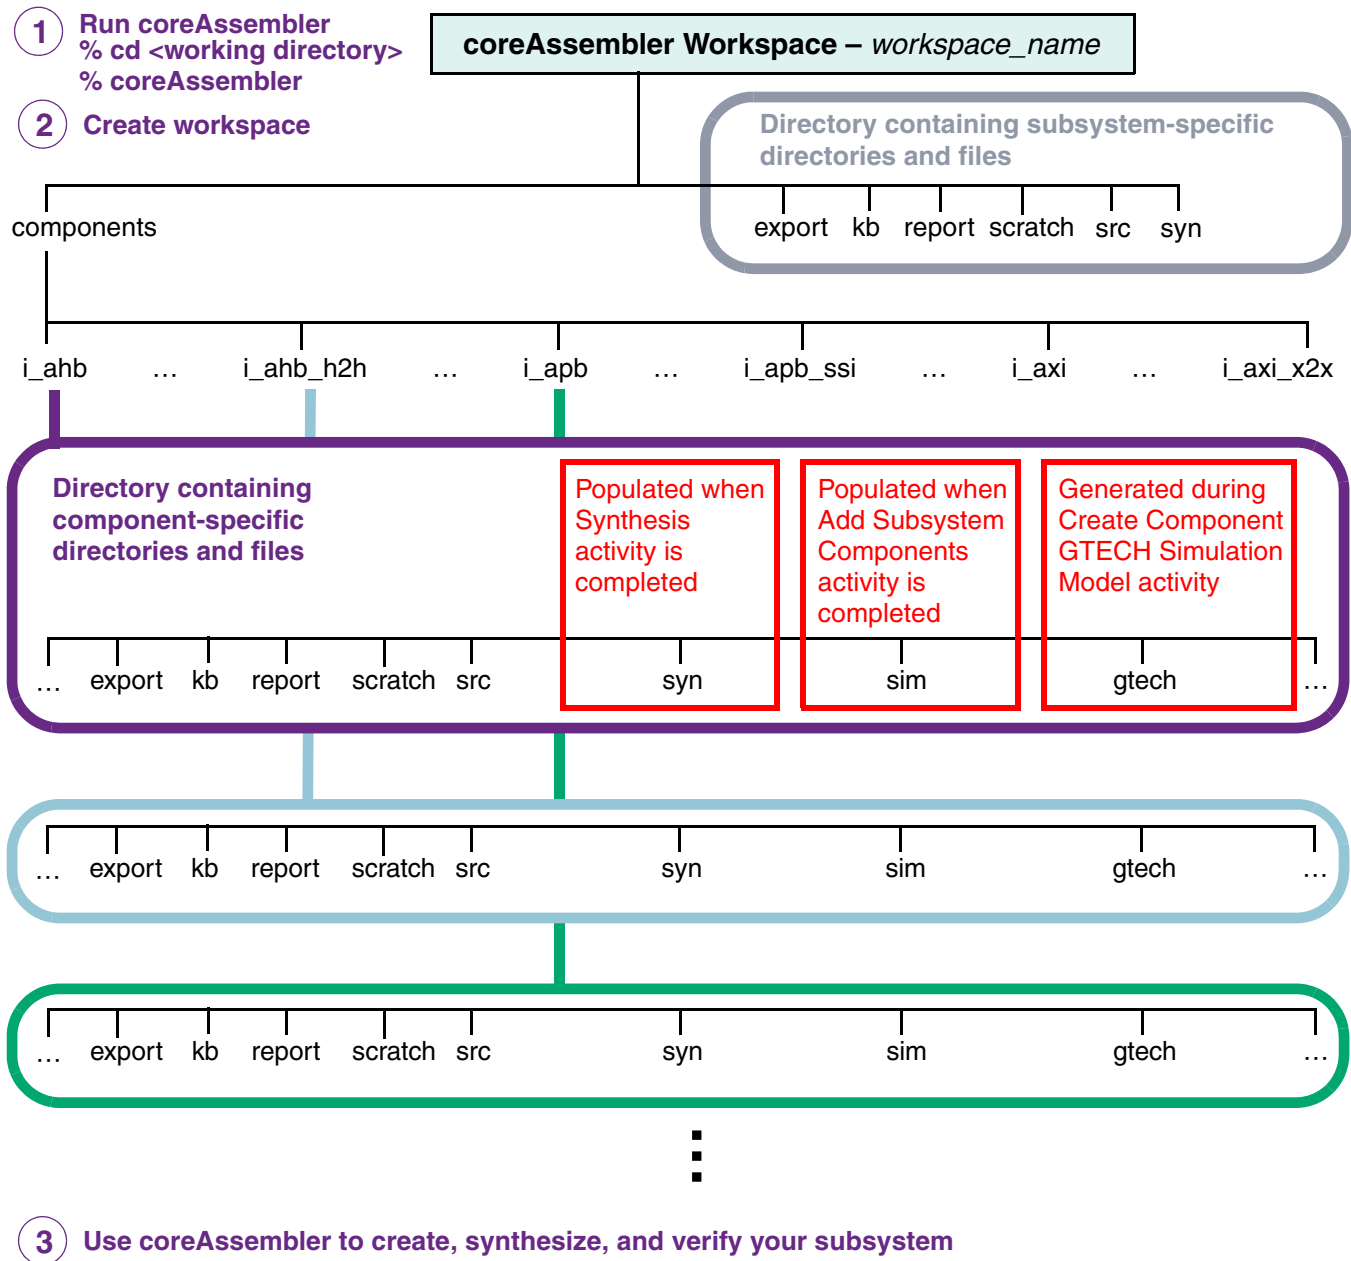 1 Run coreAssembler
% cd <working directory>
% coreAssembler
coreAssembler Workspace – workspace_name
2 Create workspace
Directory containing subsystem-specific
directories and files
components
export kb report scratch src syn
i_ahb … i_ahb_h2h … i_apb … i_apb_ssi … i_axi … i_axi_x2x
Directory containing
component-specific
directories and files
Populated when
Synthesis
activity is
completed
Populated when
Add Subsystem
Components
activity is
completed
Generated during
Create Component
GTECH Simulation
Model activity
… export kb report scratch src syn sim gtech …
… export kb report scratch src syn sim gtech …
… export kb report scratch src syn sim gtech …
3 Use coreAssembler to create, synthesize, and verify your subsystem